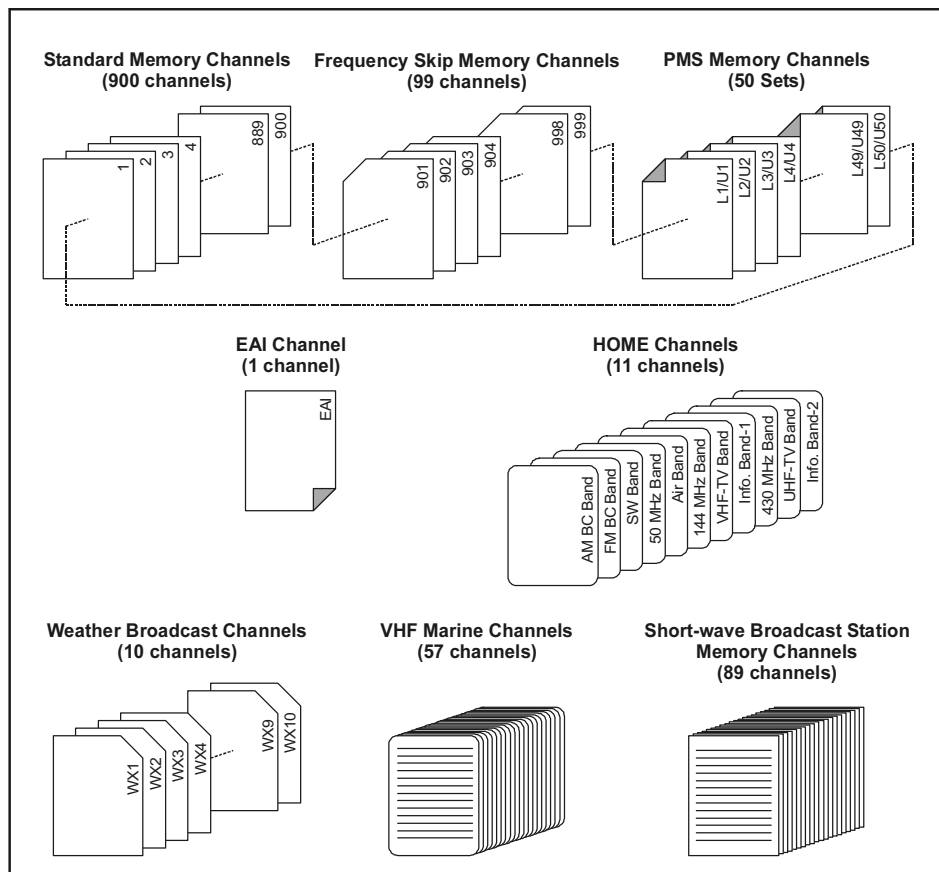 Standard Memory Channels
(900 channels)
1
2
3
4
889
900
Frequency Skip Memory Channels
(99 channels)
901
902
903
904
998
999
PMS Memory Channels
(50 Sets)
L1/U1
L2/U2
L3/U3
L4/U4
L49/U49
L50/U50
EAI Channel
(1 channel)
EAI
HOME Channels
(11 channels)
AM BC Band
FM BC Band
SW Band
50 MHz Band
Air Band
144 MHz Band
VHF-TV Band
Info. Band-1
430 MHz Band
UHF-TV Band
Info. Band-2
Weather Broadcast Channels
(10 channels)
WX1
WX2
WX3
WX4
WX9
WX10
VHF Marine Channels
(57 channels)
Short-wave Broadcast Station
Memory Channels
(89 channels)